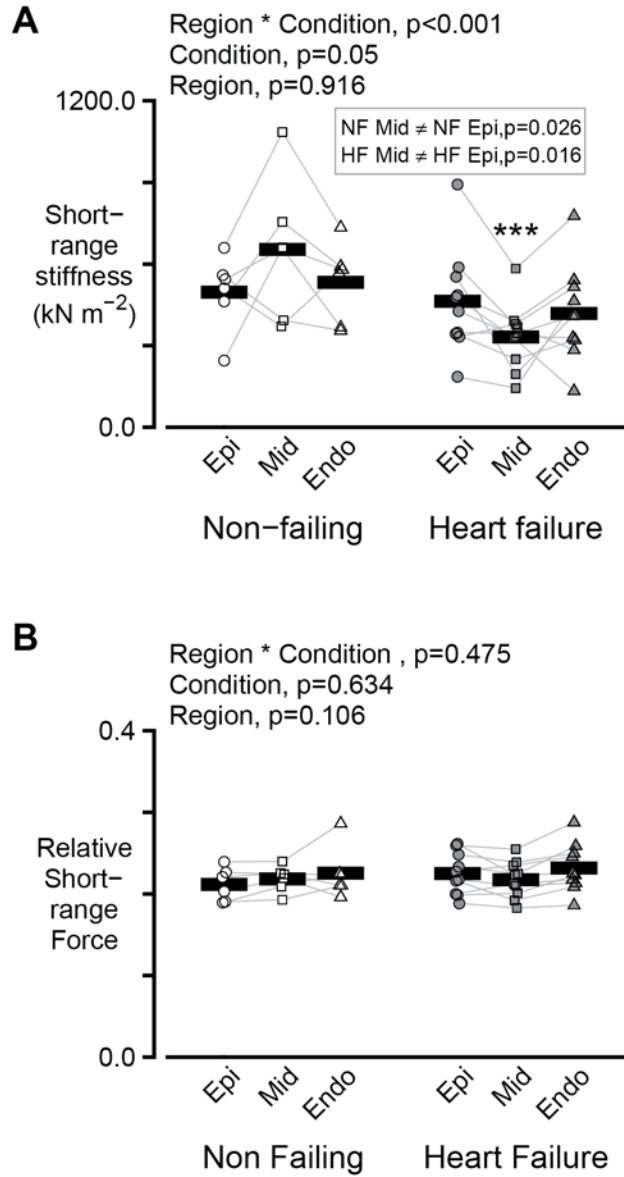 A
Region * Condition, p<0.001
Condition, p=0.05
Region, p=0.916
1200.0
NF Mid ≠ NF Epi,p=0.026
HF Mid ≠ HF Epi,p=0.016
Short−
range
stiffness
(kN m−2)
***
0.0
Epi
Mid
Endo
Epi
Mid
Endo
Non−failing
Heart failure
B
Region * Condition , p=0.475
Condition, p=0.634
Region, p=0.106
0.4
Relative
Short-
range
Force
0.0
Epi
Mid
Endo
Epi
Mid
Endo
Non Failing
Heart Failure